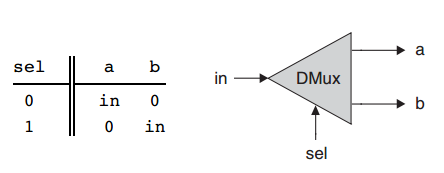 sel a b
0 in 0
1 0 in
in DMux a
b
sel